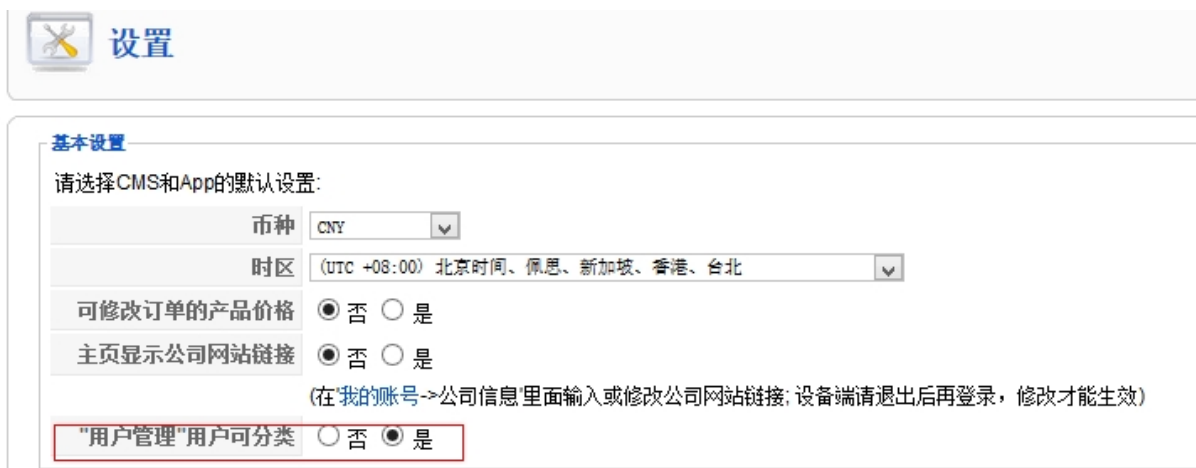 设置
基本设置
请选择CMS和App的默认设置:
币种 CNY
时区 (UTC +08:00) 北京时间、佩思、新加坡、香港、台北
可修改订单的产品价格 否 是
主页显示公司网站链接 否 是
(在'我的账号->公司信息'里面输入或修改公司网站链接; 设备端请退出后再登录，修改才能生效)
"用户管理"用户可分类 否 是